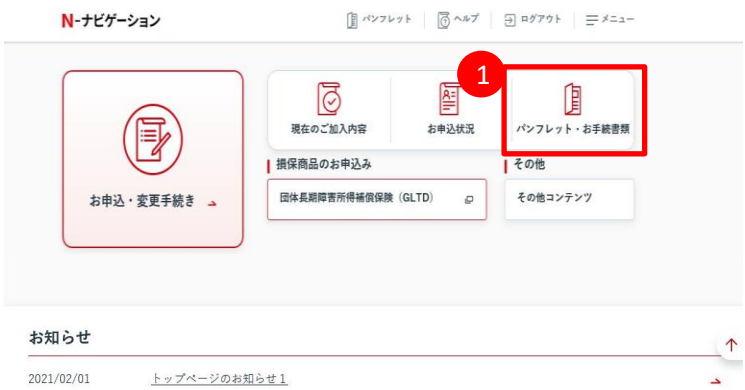 N-ナビゲーション
パンフレット ヘルプ ログアウト メニュー
1
現在のご加入内容 お申込状況 パンフレット・お手続書類
損保商品のお申込み その他
お申込・変更手続き 団体長期障害所得補償保険（GLTD） その他コンテンツ
お知らせ
2021/02/01 トップページのお知らせ１